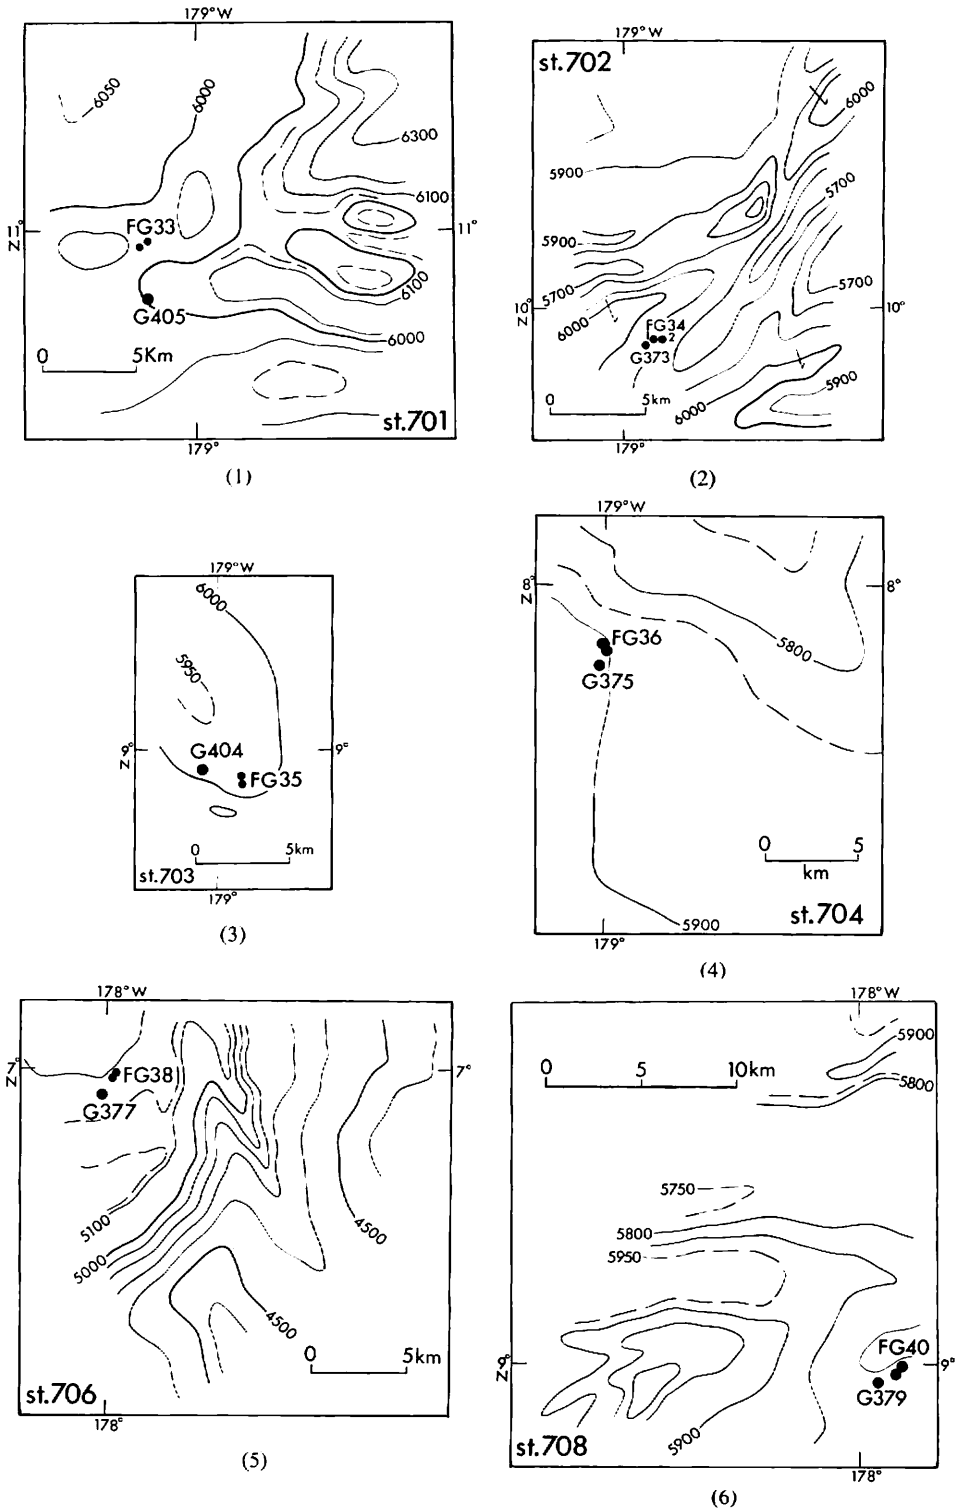 179° W
6050
6000
6300
6100
N 11°
11°
FG33
G405
6100
6000
0 5Km
st.701
179°
(1)
179° W
st.702
6000
5900
5700
5900
5700
5700
N 10°
10°
6000
FG34
2
G373
5900
0 5km
6000
179°
(2)
179° W
6000
5950
N 9°
9°
G404
FG35
0 5km
st.703
179°
(3)
179° W
N 8°
8°
FG36
5800
G375
0 5
km
5900
st.704
179°
(4)
178° W
N 7°
7°
FG38
G377
5100
5000
4500
4500
0 5km
st.706
178°
(5)
178° W
5900
0 5 10km
5800
5750
5800
5950
FG40
N 9°
9°
G379
5900
st.708
178°
(6)